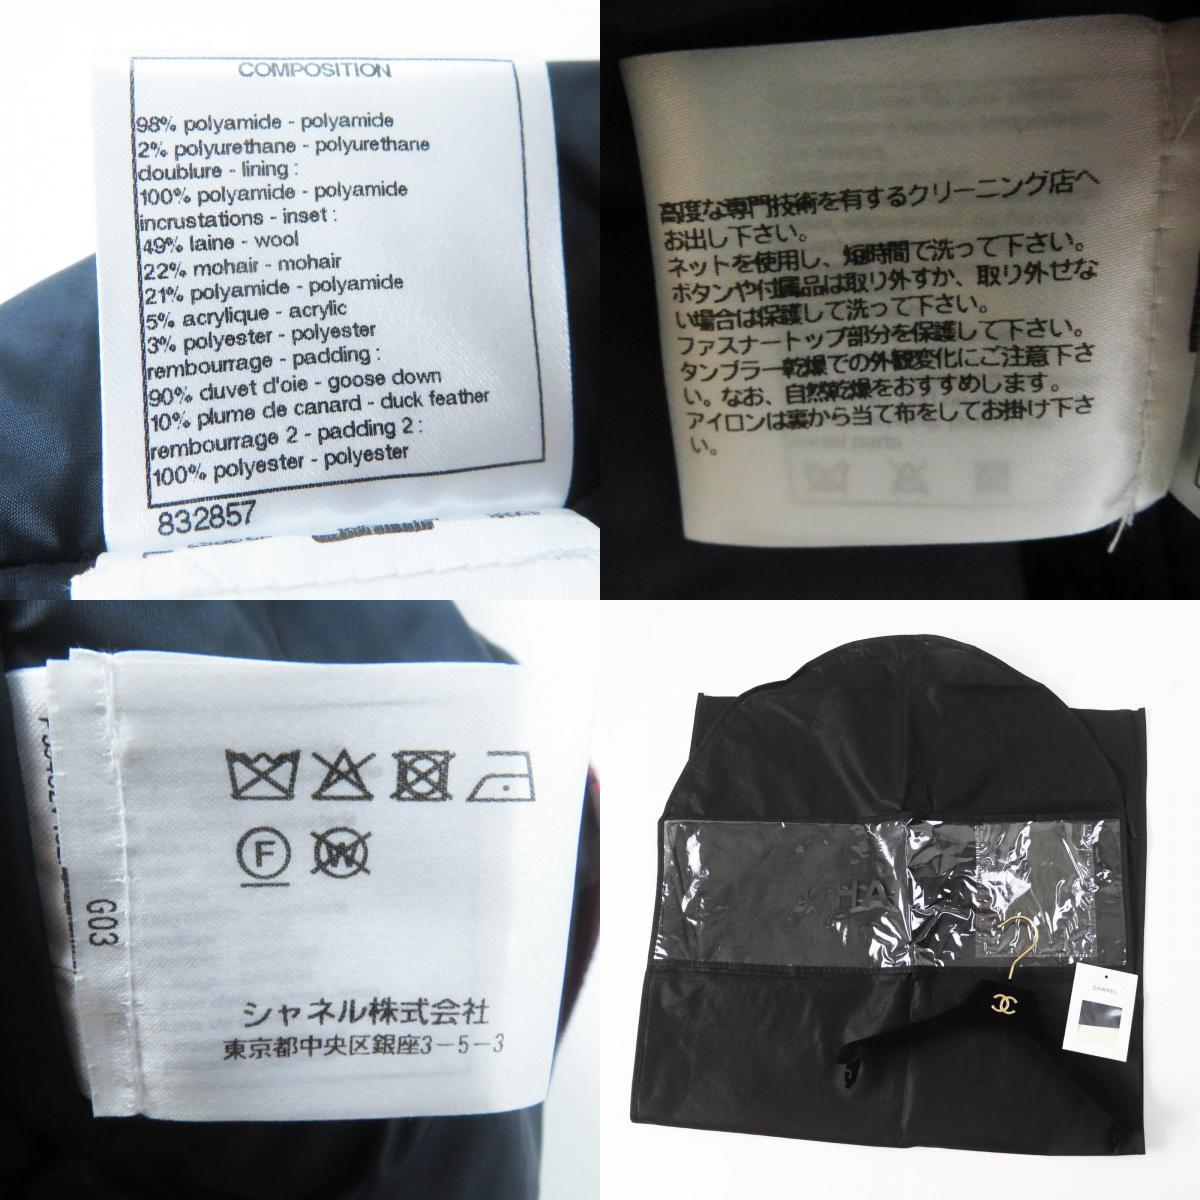 COMPOSITION
98% polyamide - polyamide
2% polyurethane - polyurethane
doublure - lining :
100% polyamide - polyamide
incrustations - inset :
49% laine - wool
22% mohair - mohair
21% polyamide - polyamide
5% acrylique - acrylic
3% polyester - polyester
rembourrage - padding :
90% duvet d'oie - goose down
10% plume de canard - duck feather
rembourrage 2 - padding 2 :
100% polyester - polyester
832857
高度な専門技術を有するクリーニング店へ
お出し下さい。
ネットを使用し、短時間で洗って下さい。
ボタンや付属品は取り外すか、取り外せな
い場合は保護して洗って下さい。
ファスナートップ部分を保護して下さい。
タンブラー乾燥での外観変化にご注意下さ
い。なお、自然乾燥をおすすめします。
アイロンは裏から当て布をしてお掛け下さ
い。
F
W
G03
シャネル株式会社
東京都中央区銀座3-5-3
CHANEL
CHANEL